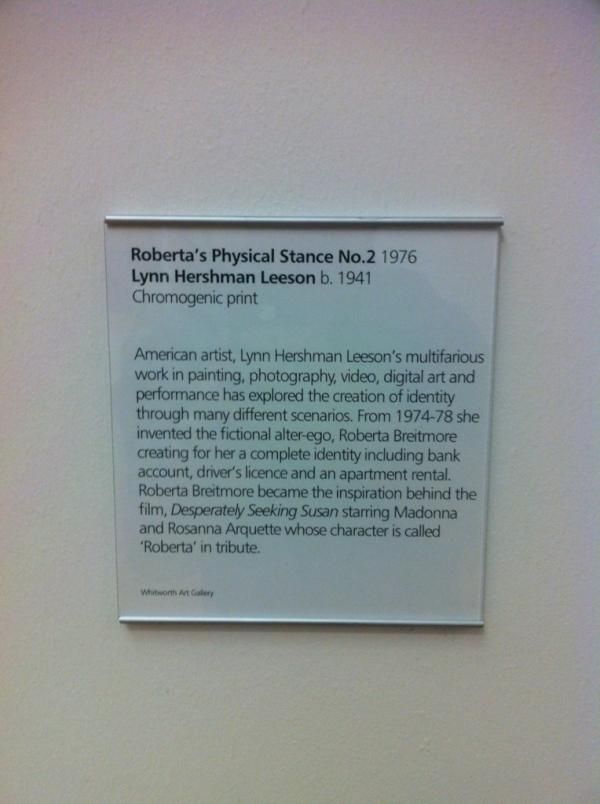 Roberta's Physical Stance No.2 1976
Lynn Hershman Leeson b. 1941
Chromogenic print
American artist, Lynn Hershman Leeson's multifarious
work in painting, photography, video, digital art and
performance has explored the creation of identity
through many different scenarios. From 1974-78 she
invented the fictional alter-ego, Roberta Breitmore
creating for her a complete identity including bank
account, driver's licence and an apartment rental.
Roberta Breitmore became the inspiration behind the
film, Desperately Seeking Susan starring Madonna
and Rosanna Arquette whose character is called
'Roberta' in tribute.
Whitworth Art Gallery